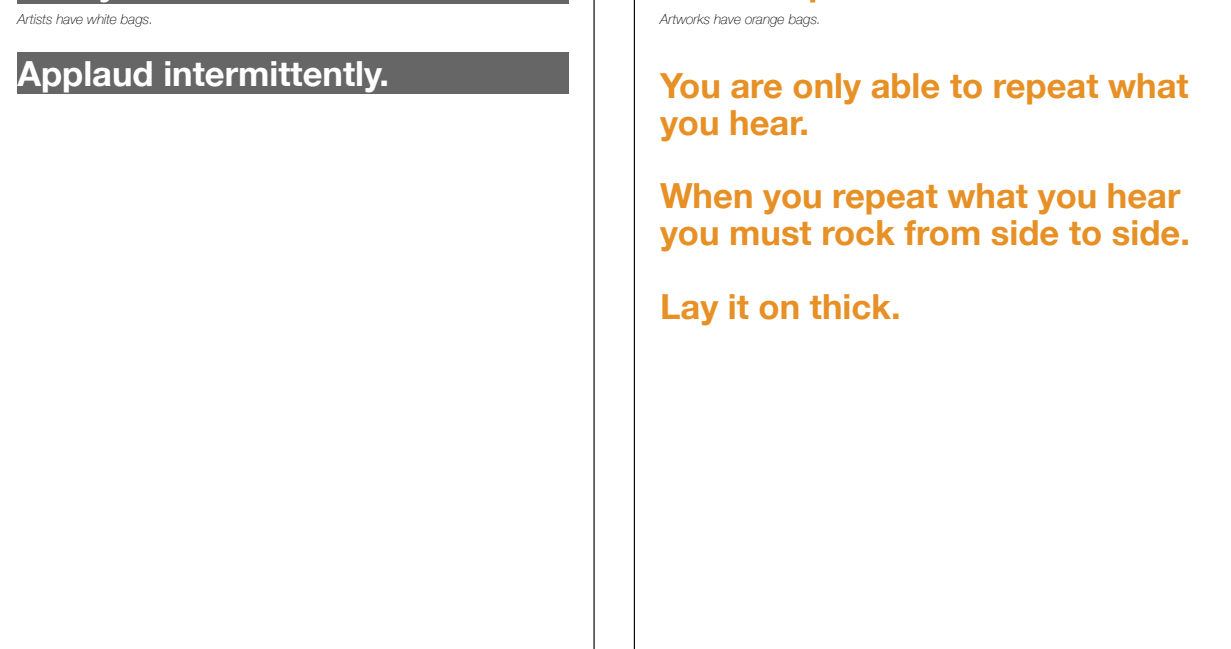 Artists have white bags.
Applaud intermittently.
Artworks have orange bags.
You are only able to repeat what
you hear.
When you repeat what you hear
you must rock from side to side.
Lay it on thick.